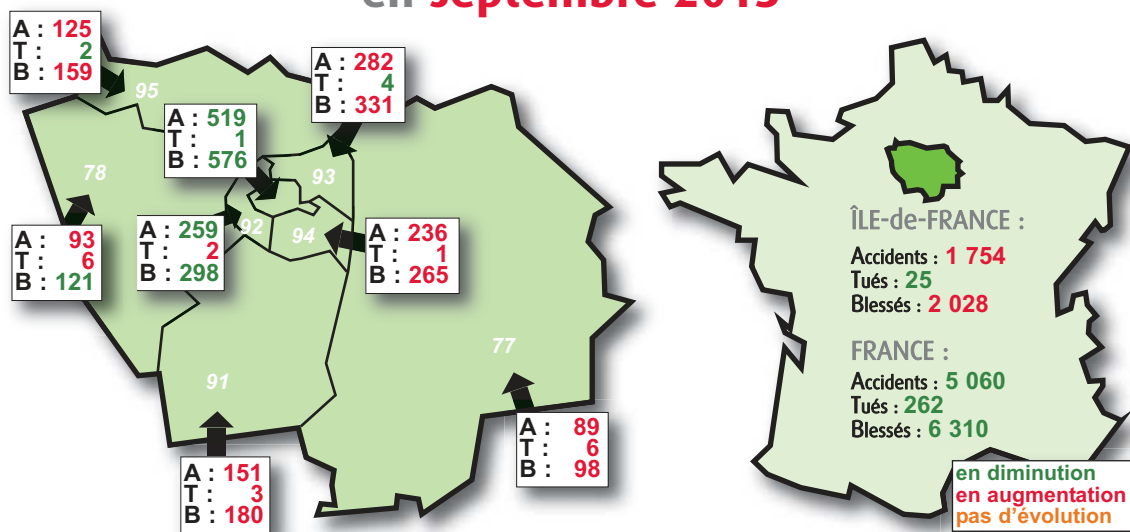 en septembre 2015
A : 125
T : 2
B : 159
95
A : 282
T : 4
B : 331
A : 519
T : 1
B : 576
93
78
92
94
A : 93
T : 6
B : 121
A : 259
T : 2
B : 298
A : 236
T : 1
B : 265
77
91
A : 89
T : 6
B : 98
A : 151
T : 3
B : 180
ÎLE-de-FRANCE :
Accidents : 1 754
Tués : 25
Blessés : 2 028
FRANCE :
Accidents : 5 060
Tués : 262
Blessés : 6 310
en diminution
en augmentation
pas d'évolution